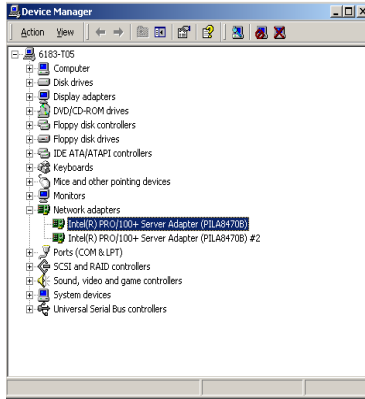 Device Manager
Action View
6183-T05
Computer
Disk drives
Display adapters
DVD/CD-ROM drives
Floppy disk controllers
Floppy disk drives
IDE ATA/ATAPI controllers
Keyboards
Mice and other pointing devices
Monitors
Network adapters
Intel(R) PRO/100+ Server Adapter (PILA8470B)
Intel(R) PRO/100+ Server Adapter (PILA8470B) #2
Ports (COM & LPT)
SCSI and RAID controllers
Sound, video and game controllers
System devices
Universal Serial Bus controllers